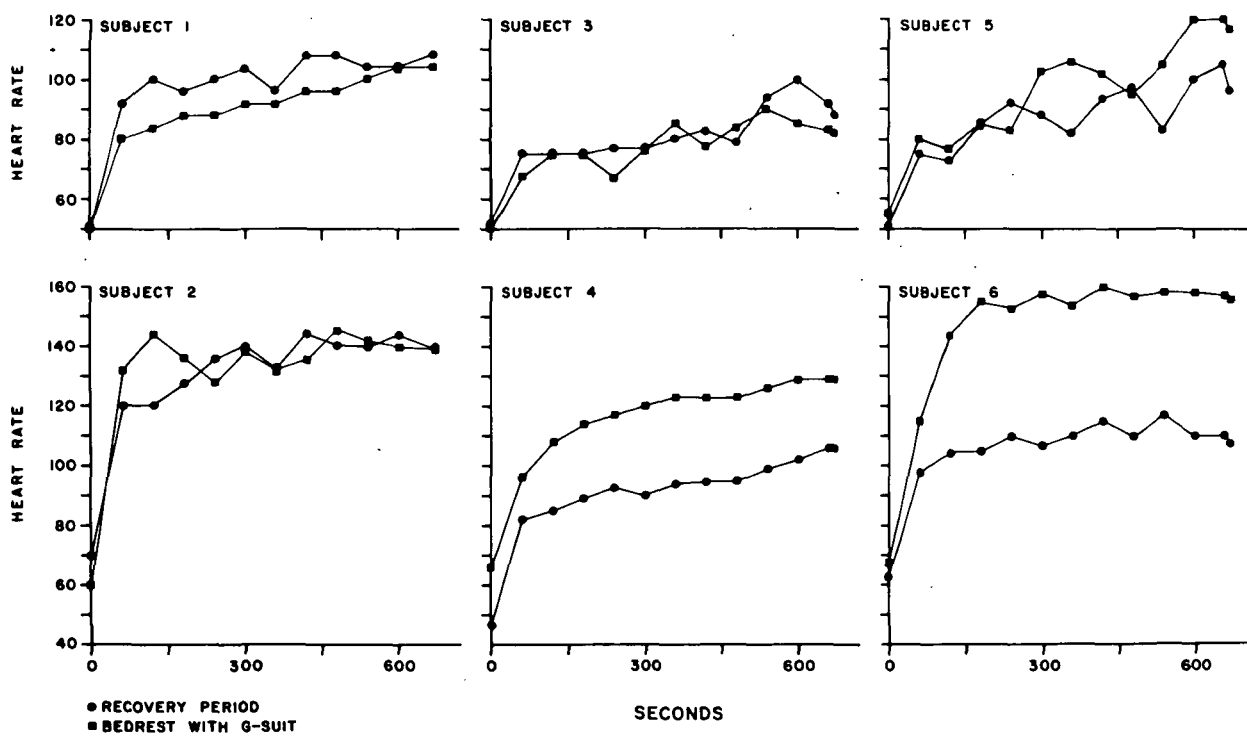 SUBJECT 1
SUBJECT 3
SUBJECT 5
120
100
80
60
HEART RATE
SUBJECT 2
SUBJECT 4
SUBJECT 6
160
140
120
100
80
60
40
HEART RATE
0 300 600
0 300 600
0 300 600
SECONDS
● RECOVERY PERIOD
■ BEDREST WITH G-SUIT